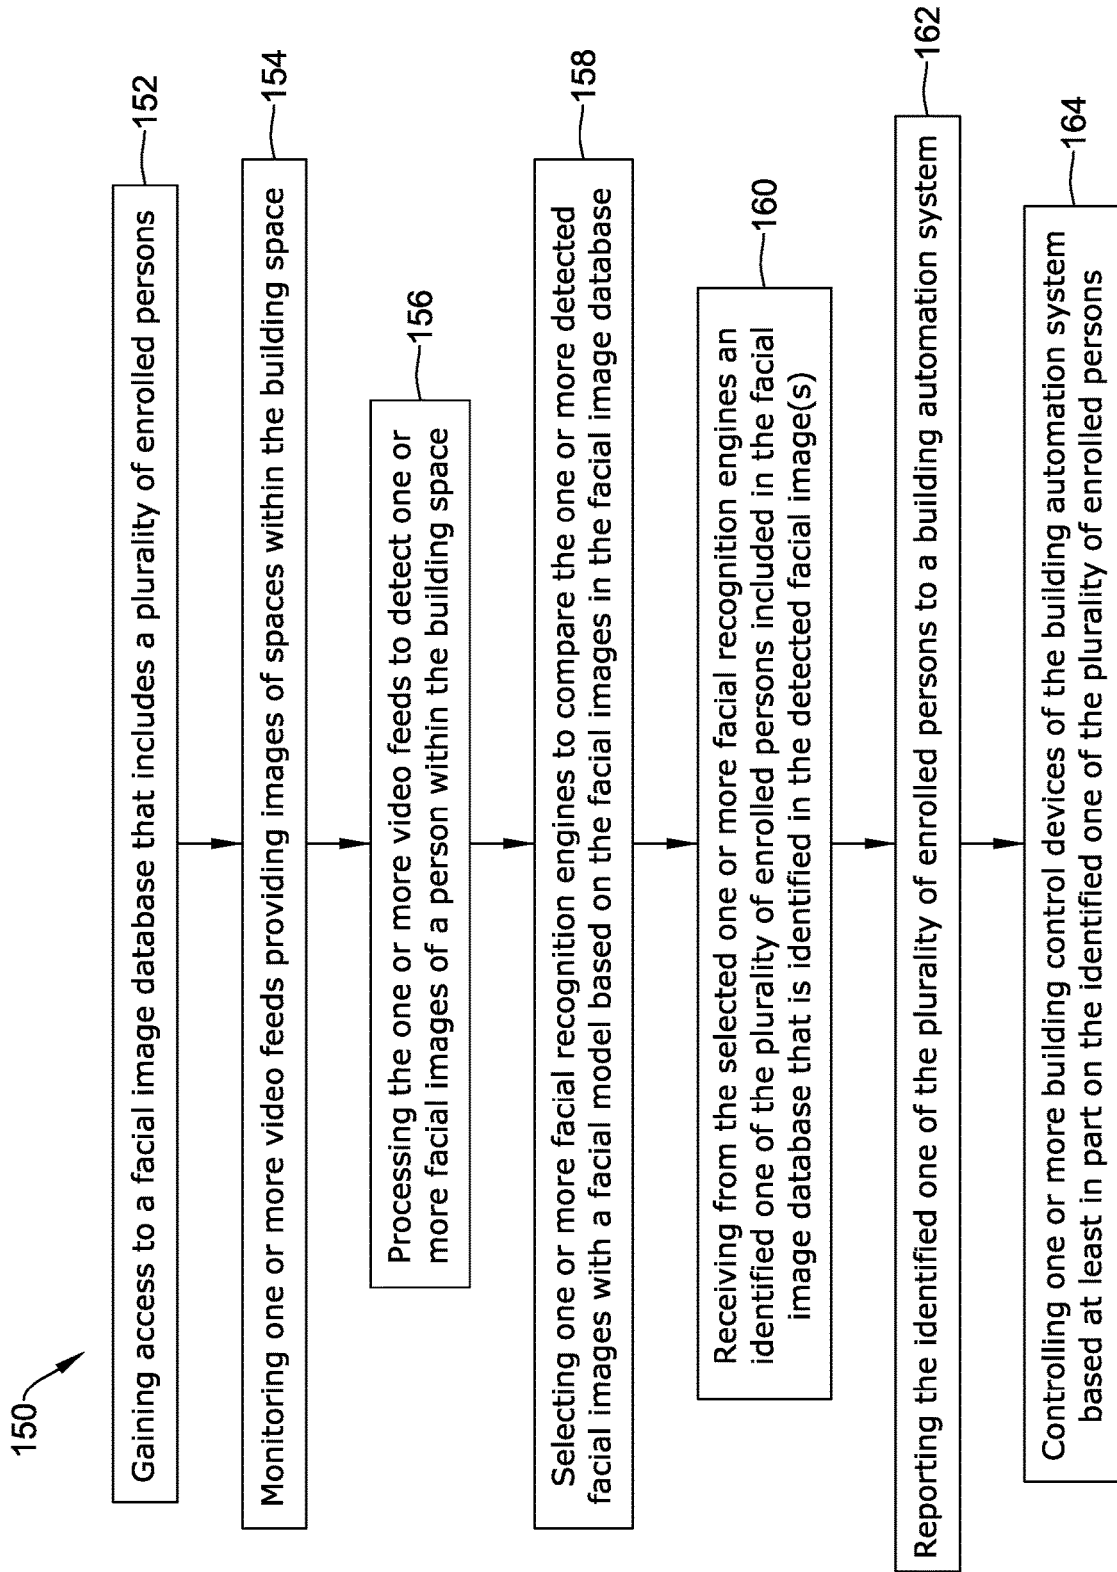 150
152
Gaining access to a facial image database that includes a plurality of enrolled persons
154
Monitoring one or more video feeds providing images of spaces within the building space
156
Processing the one or more video feeds to detect one or
more facial images of a person within the building space
158
Selecting one or more facial recognition engines to compare the one or more detected
facial images with a facial model based on the facial images in the facial image database
160
Receiving from the selected one or more facial recognition engines an
identified one of the plurality of enrolled persons included in the facial
image database that is identified in the detected facial image(s)
162
Reporting the identified one of the plurality of enrolled persons to a building automation system
164
Controlling one or more building control devices of the building automation system
based at least in part on the identified one of the plurality of enrolled persons